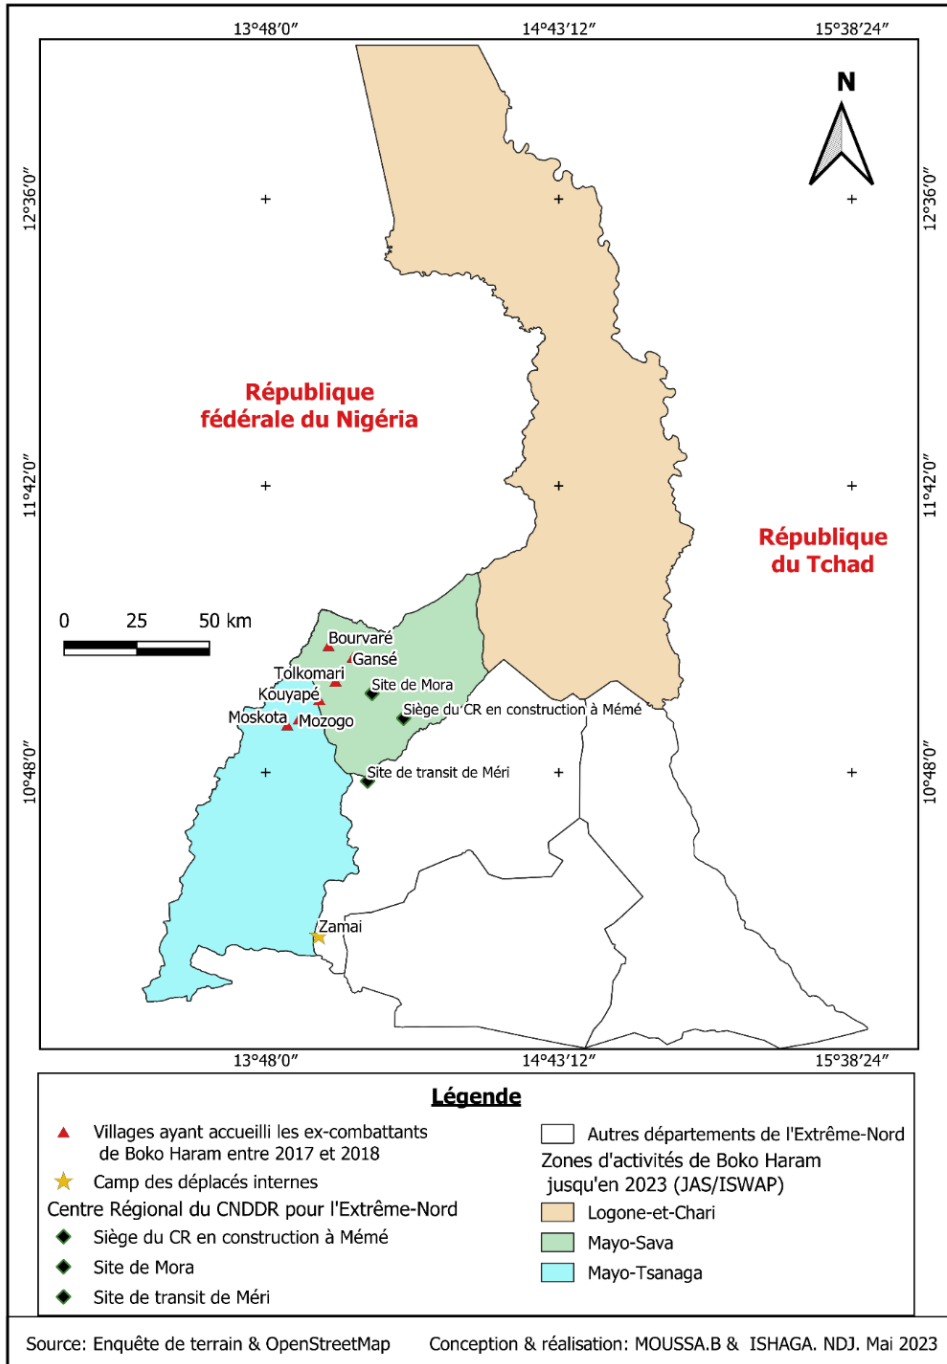 13°48′0″ 14°43′12″ 15°38′24″
N
12°36′0″ 12°36′0″
République
fédérale du Nigéria
11°42′0″ 11°42′0″
République
du Tchad
0 25 50 km
Bourvaré
Gansé
Tolkomari
Site de Mora
Kouyapé
Siège du CR en construction à Mémé
Moskota
Mozogo
Site de transit de Méri
10°48′0″ 10°48′0″
Zamai
13°48′0″ 14°43′12″ 15°38′24″
Légende
Villages ayant accueilli les ex-combattants
de Boko Haram entre 2017 et 2018
Camp des déplacés internes
Centre Régional du CNDDR pour l'Extrême-Nord
Siège du CR en construction à Mémé
Site de Mora
Site de transit de Méri
Autres départements de l'Extrême-Nord
Zones d'activités de Boko Haram
jusqu'en 2023 (JAS/ISWAP)
Logone-et-Chari
Mayo-Sava
Mayo-Tsanaga
Source: Enquête de terrain & OpenStreetMap Conception & réalisation: MOUSSA.B & ISHAGA. NDJ. Mai 2023